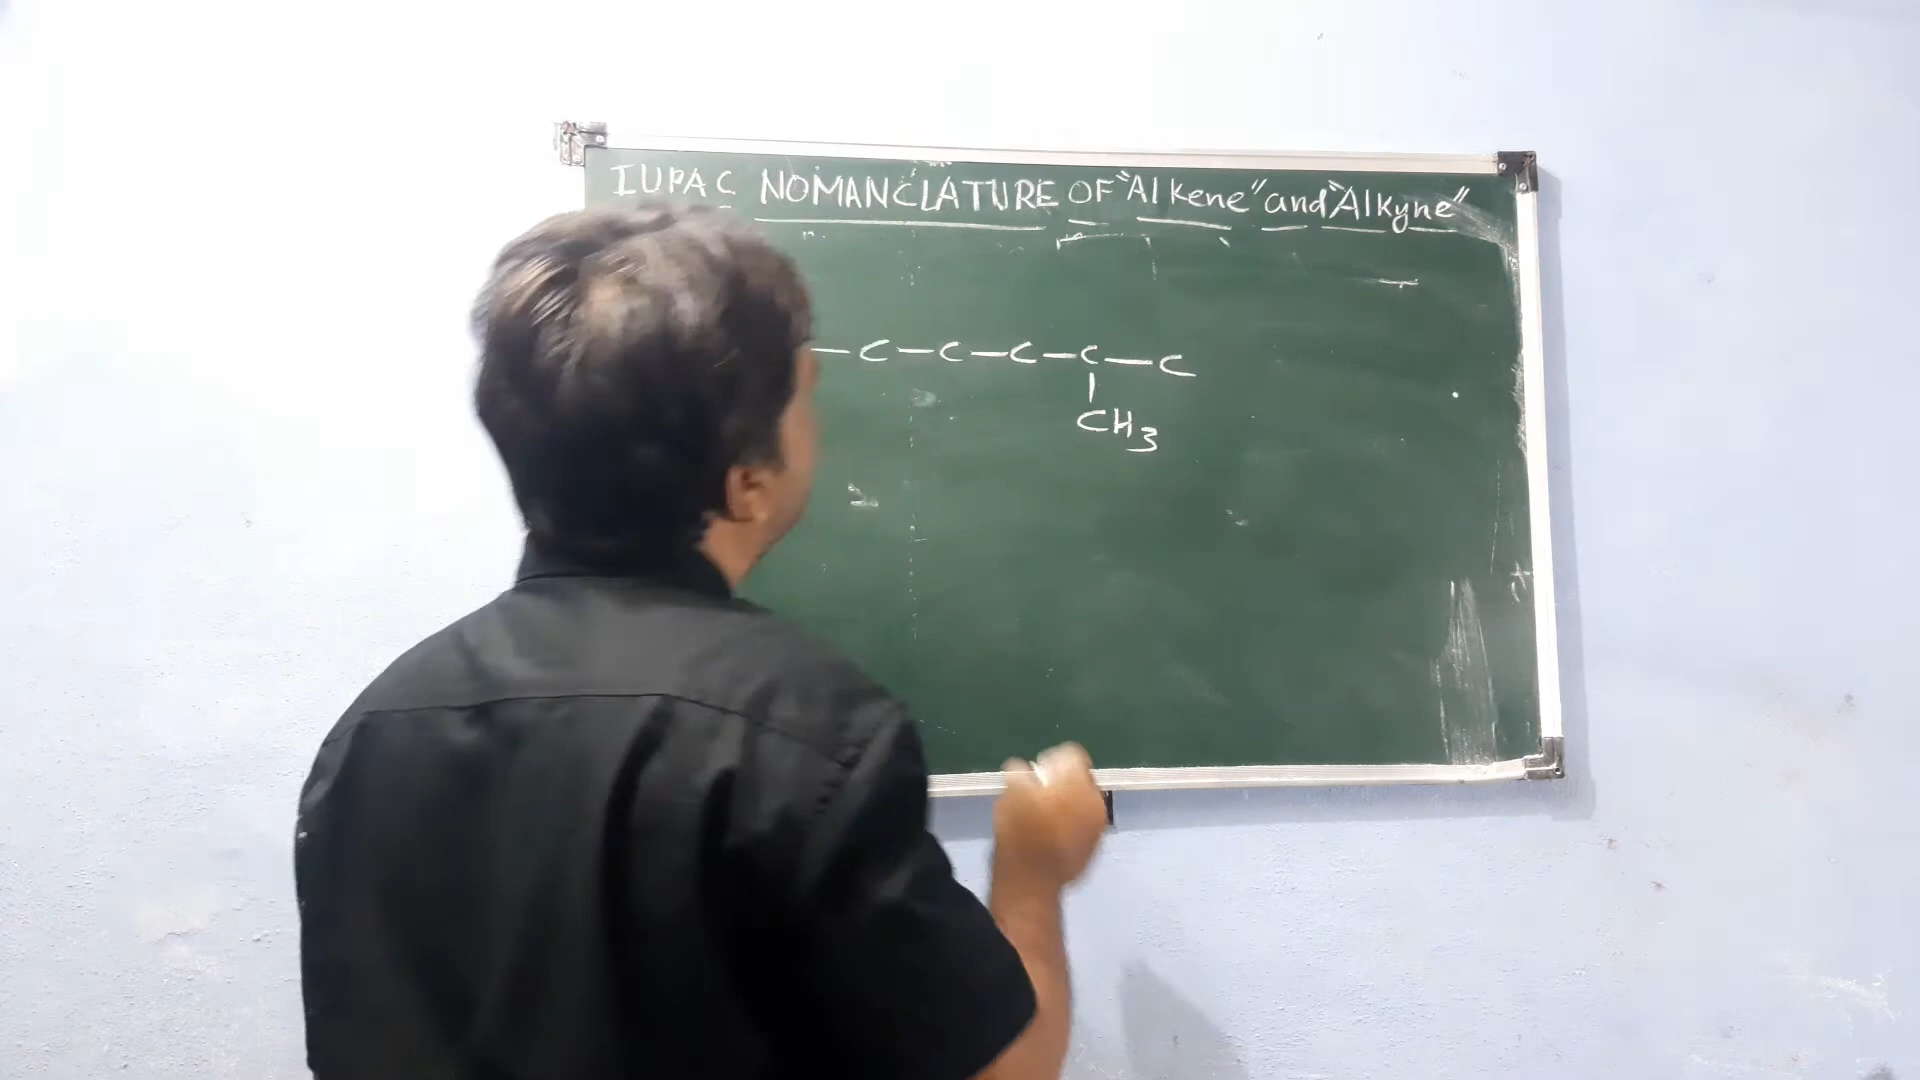 IUPAC NOMANCLATURE OF "Alkene" and "Alkyne"
—C—C—C—C—C
|
CH3